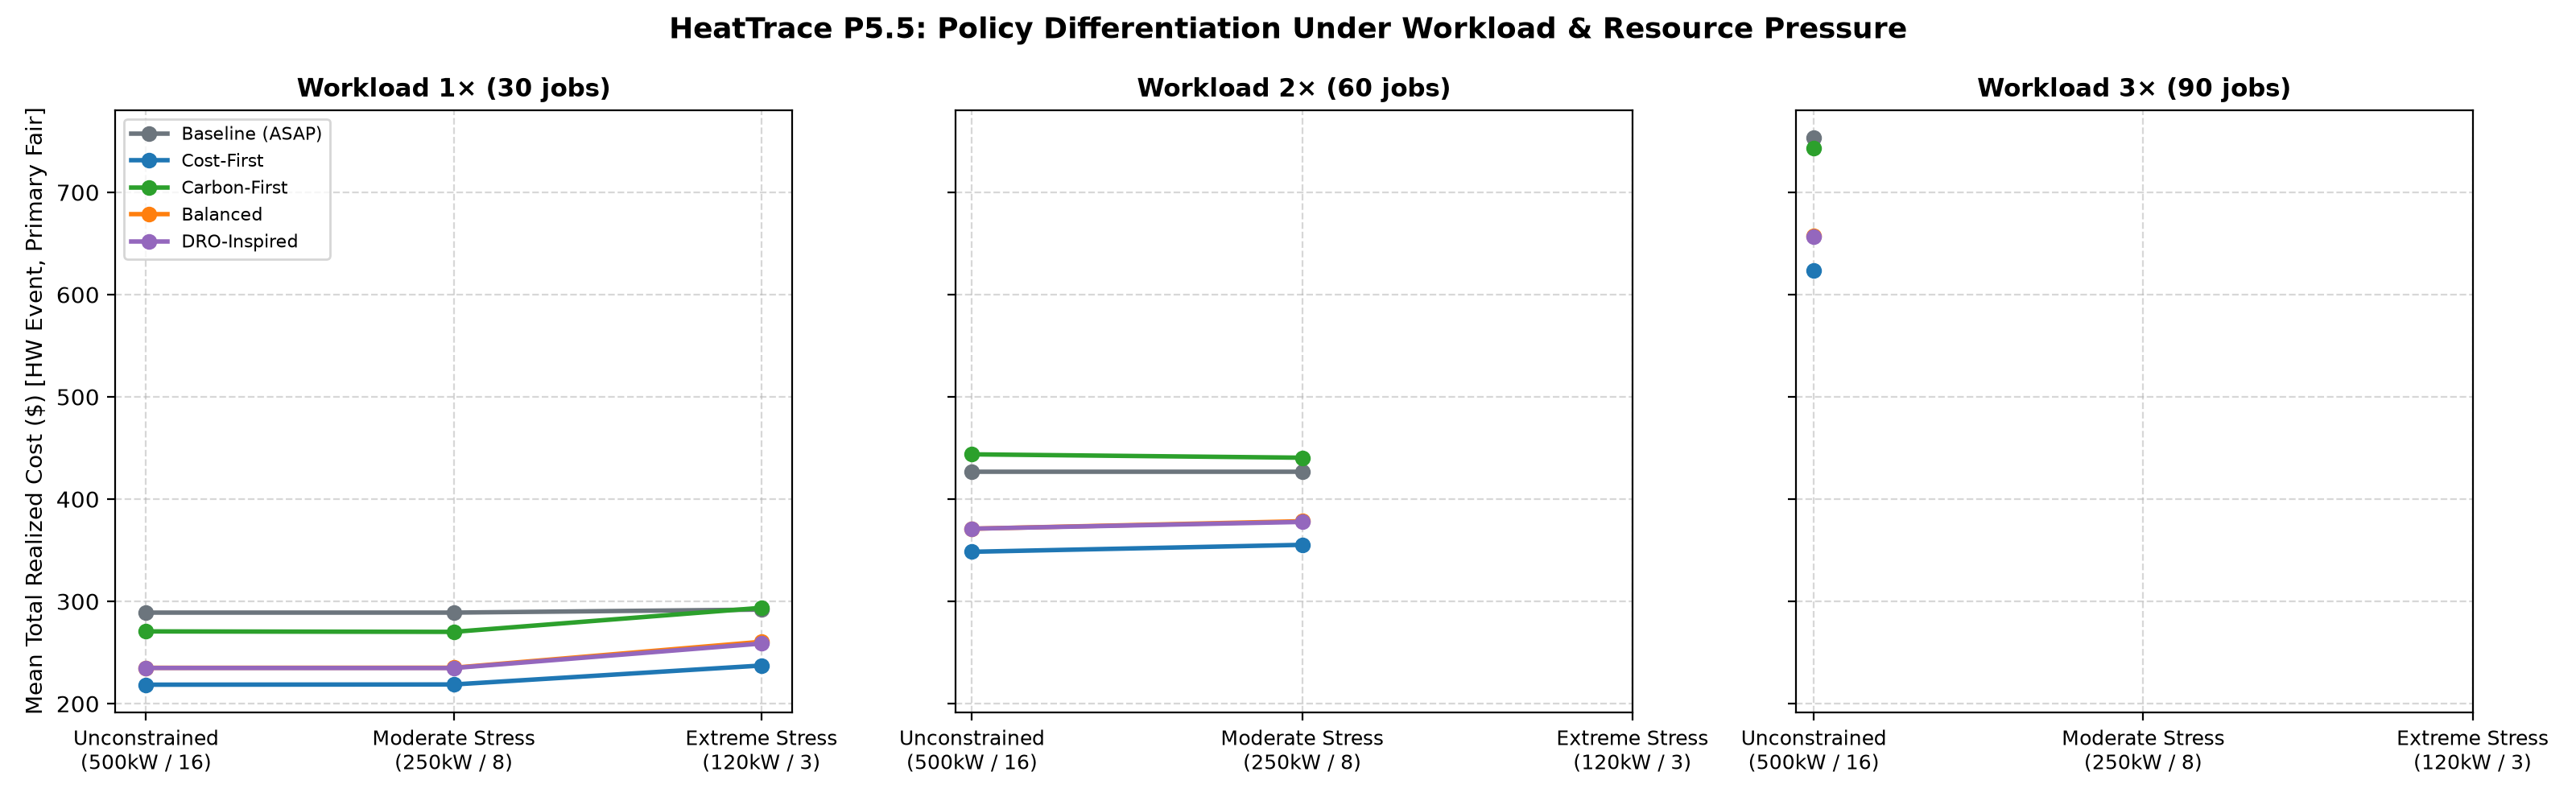 HeatTrace P5.5: Policy Differentiation Under Workload & Resource Pressure
Mean Total Realized Cost ($) [HW Event, Primary Fair]
Workload 1× (30 jobs)
Baseline (ASAP)
Cost-First
Carbon-First
Balanced
DRO-Inspired
700
600
500
400
300
200
Unconstrained
(500kW / 16)
Moderate Stress
(250kW / 8)
Extreme Stress
(120kW / 3)
Workload 2× (60 jobs)
Unconstrained
(500kW / 16)
Moderate Stress
(250kW / 8)
Extreme Stress
(120kW / 3)
Workload 3× (90 jobs)
Unconstrained
(500kW / 16)
Moderate Stress
(250kW / 8)
Extreme Stress
(120kW / 3)